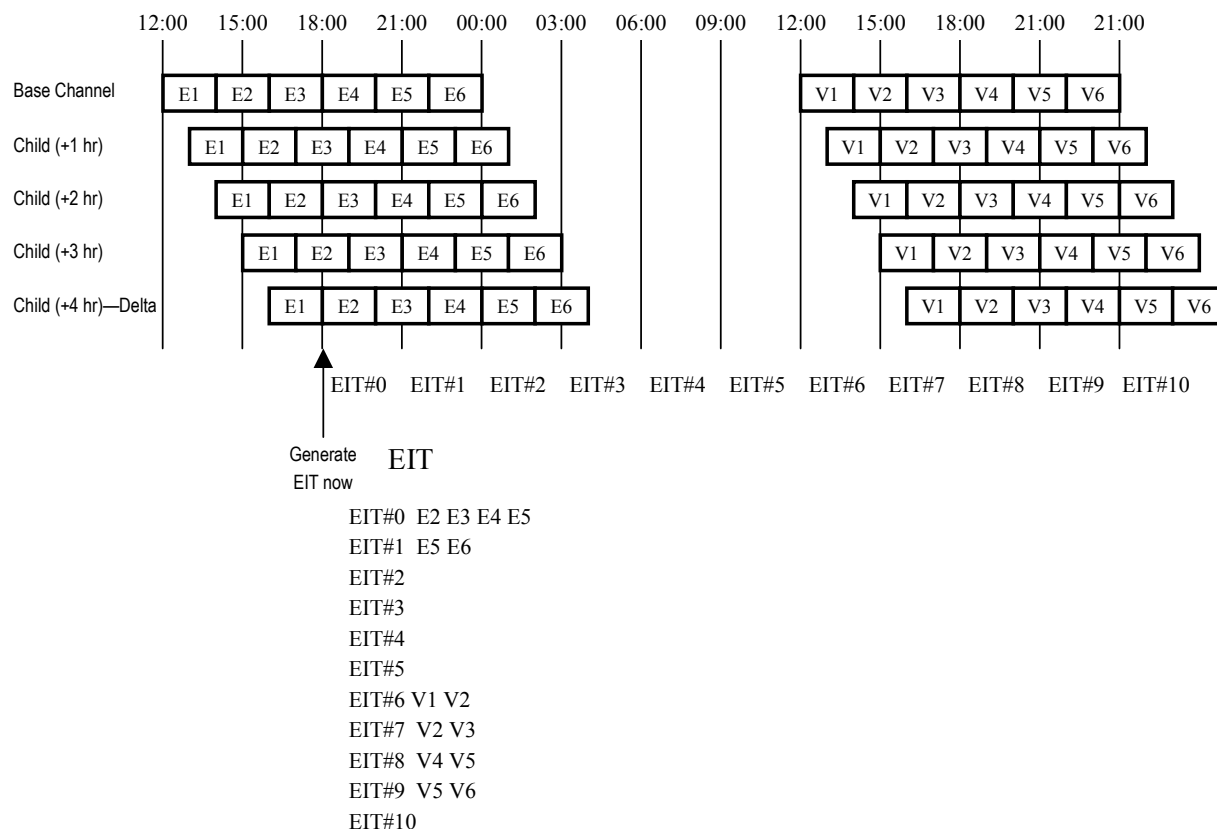 12:00 15:00 18:00 21:00 00:00 03:00 06:00 09:00 12:00 15:00 18:00 21:00 21:00
Base Channel E1 E2 E3 E4 E5 E6 V1 V2 V3 V4 V5 V6
Child (+1 hr) E1 E2 E3 E4 E5 E6 V1 V2 V3 V4 V5 V6
Child (+2 hr) E1 E2 E3 E4 E5 E6 V1 V2 V3 V4 V5 V6
Child (+3 hr) E1 E2 E3 E4 E5 E6 V1 V2 V3 V4 V5 V6
Child (+4 hr)—Delta E1 E2 E3 E4 E5 E6 V1 V2 V3 V4 V5 V6
EIT#0 EIT#1 EIT#2 EIT#3 EIT#4 EIT#5 EIT#6 EIT#7 EIT#8 EIT#9 EIT#10
Generate
EIT now
EIT
EIT#0 E2 E3 E4 E5
EIT#1 E5 E6
EIT#2
EIT#3
EIT#4
EIT#5
EIT#6 V1 V2
EIT#7 V2 V3
EIT#8 V4 V5
EIT#9 V5 V6
EIT#10